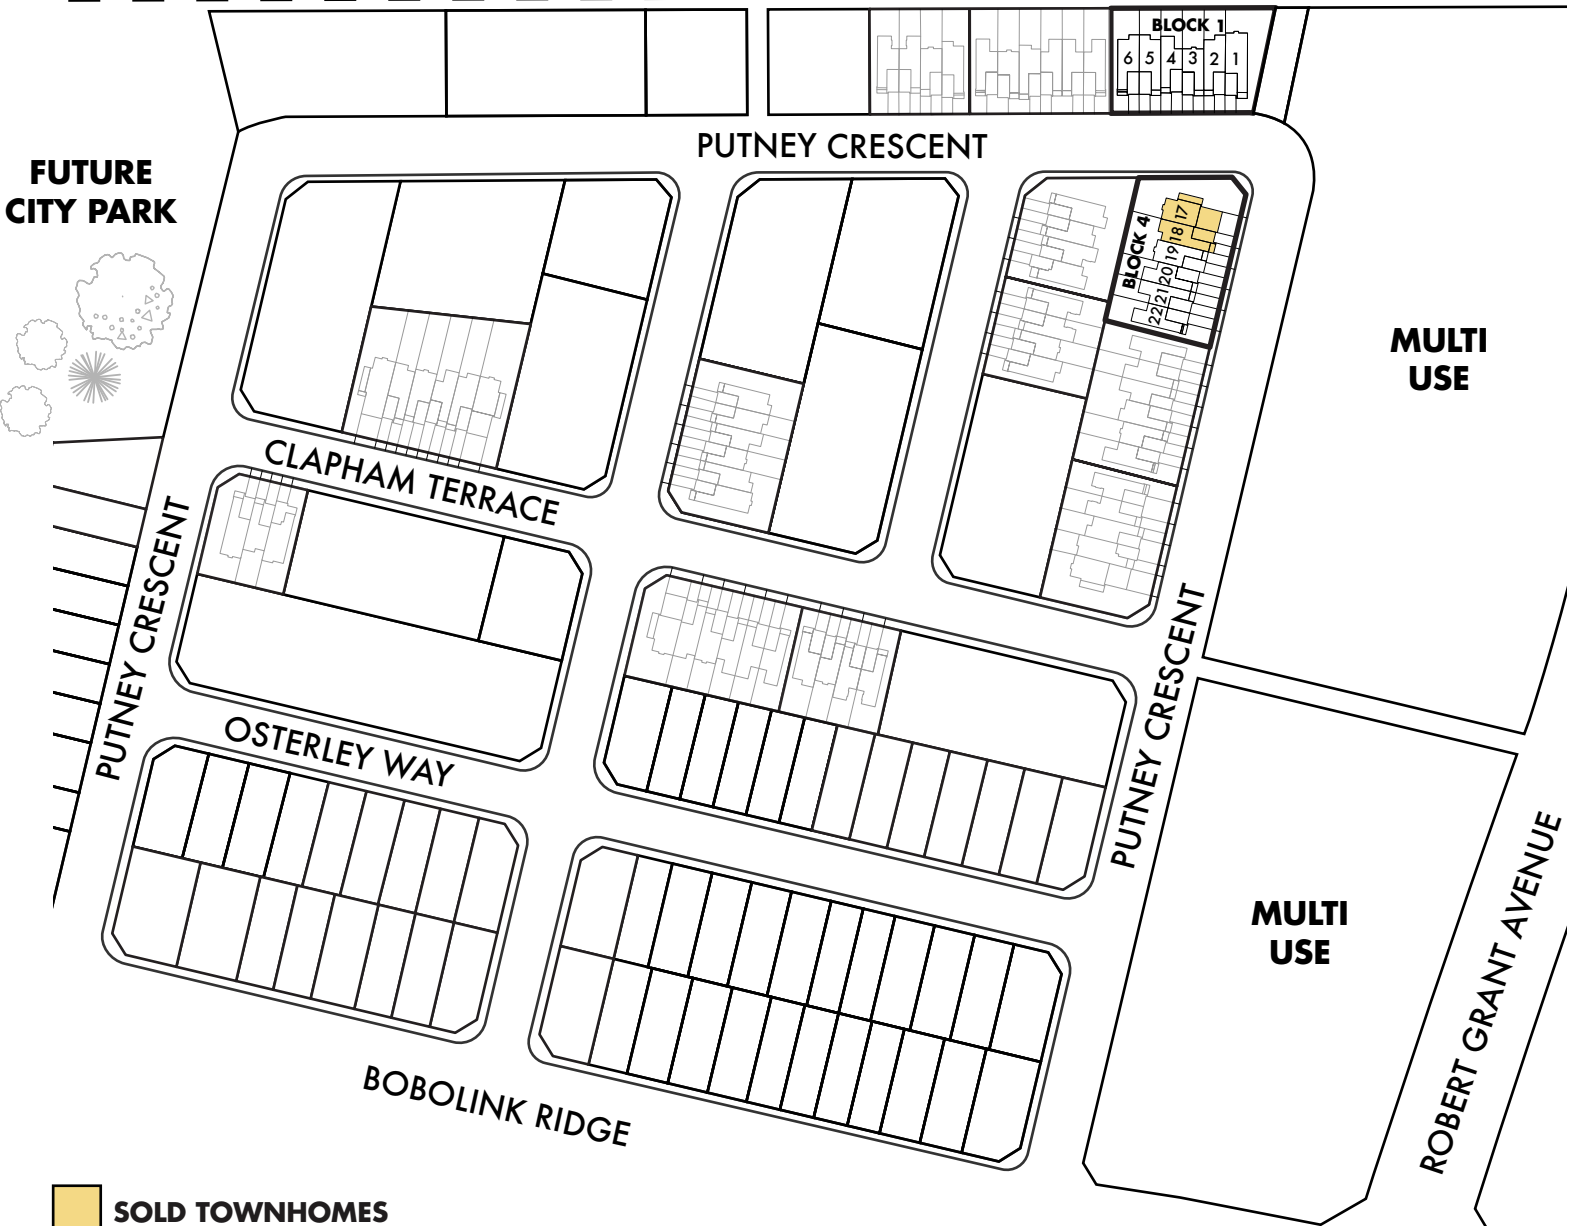 BLOCK 1
6 5 4 3 2 1
PUTNEY CRESCENT
FUTURE
CITY PARK
BLOCK 4
17
18
19
20
21
22
MULTI
USE
CLAPHAM TERRACE
PUTNEY CRESCENT
OSTERLEY WAY
PUTNEY CRESCENT
MULTI
USE
ROBERT GRANT AVENUE
BOBOLINK RIDGE
SOLD TOWNHOMES